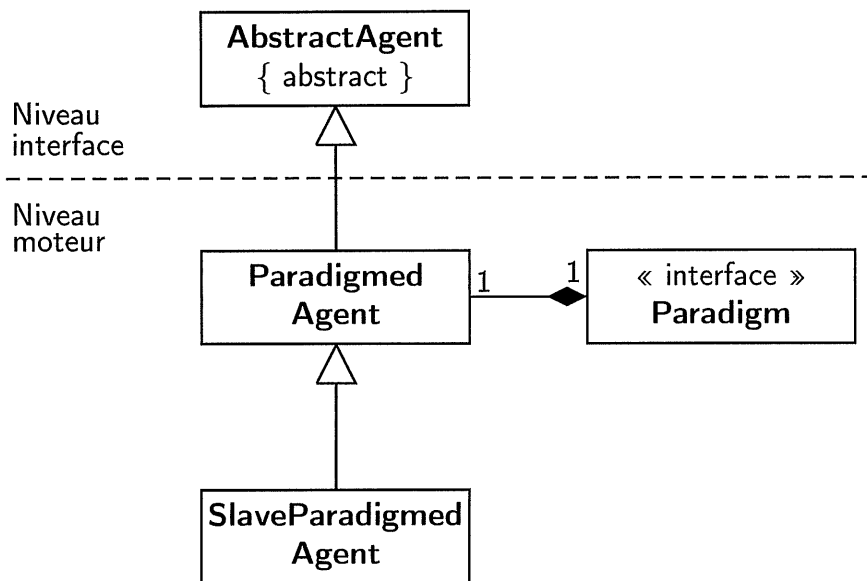 AbstractAgent
{ abstract }
Niveau
interface
Niveau
moteur
Paradigmed
Agent
1
1
« interface »
Paradigm
SlaveParadigmed
Agent